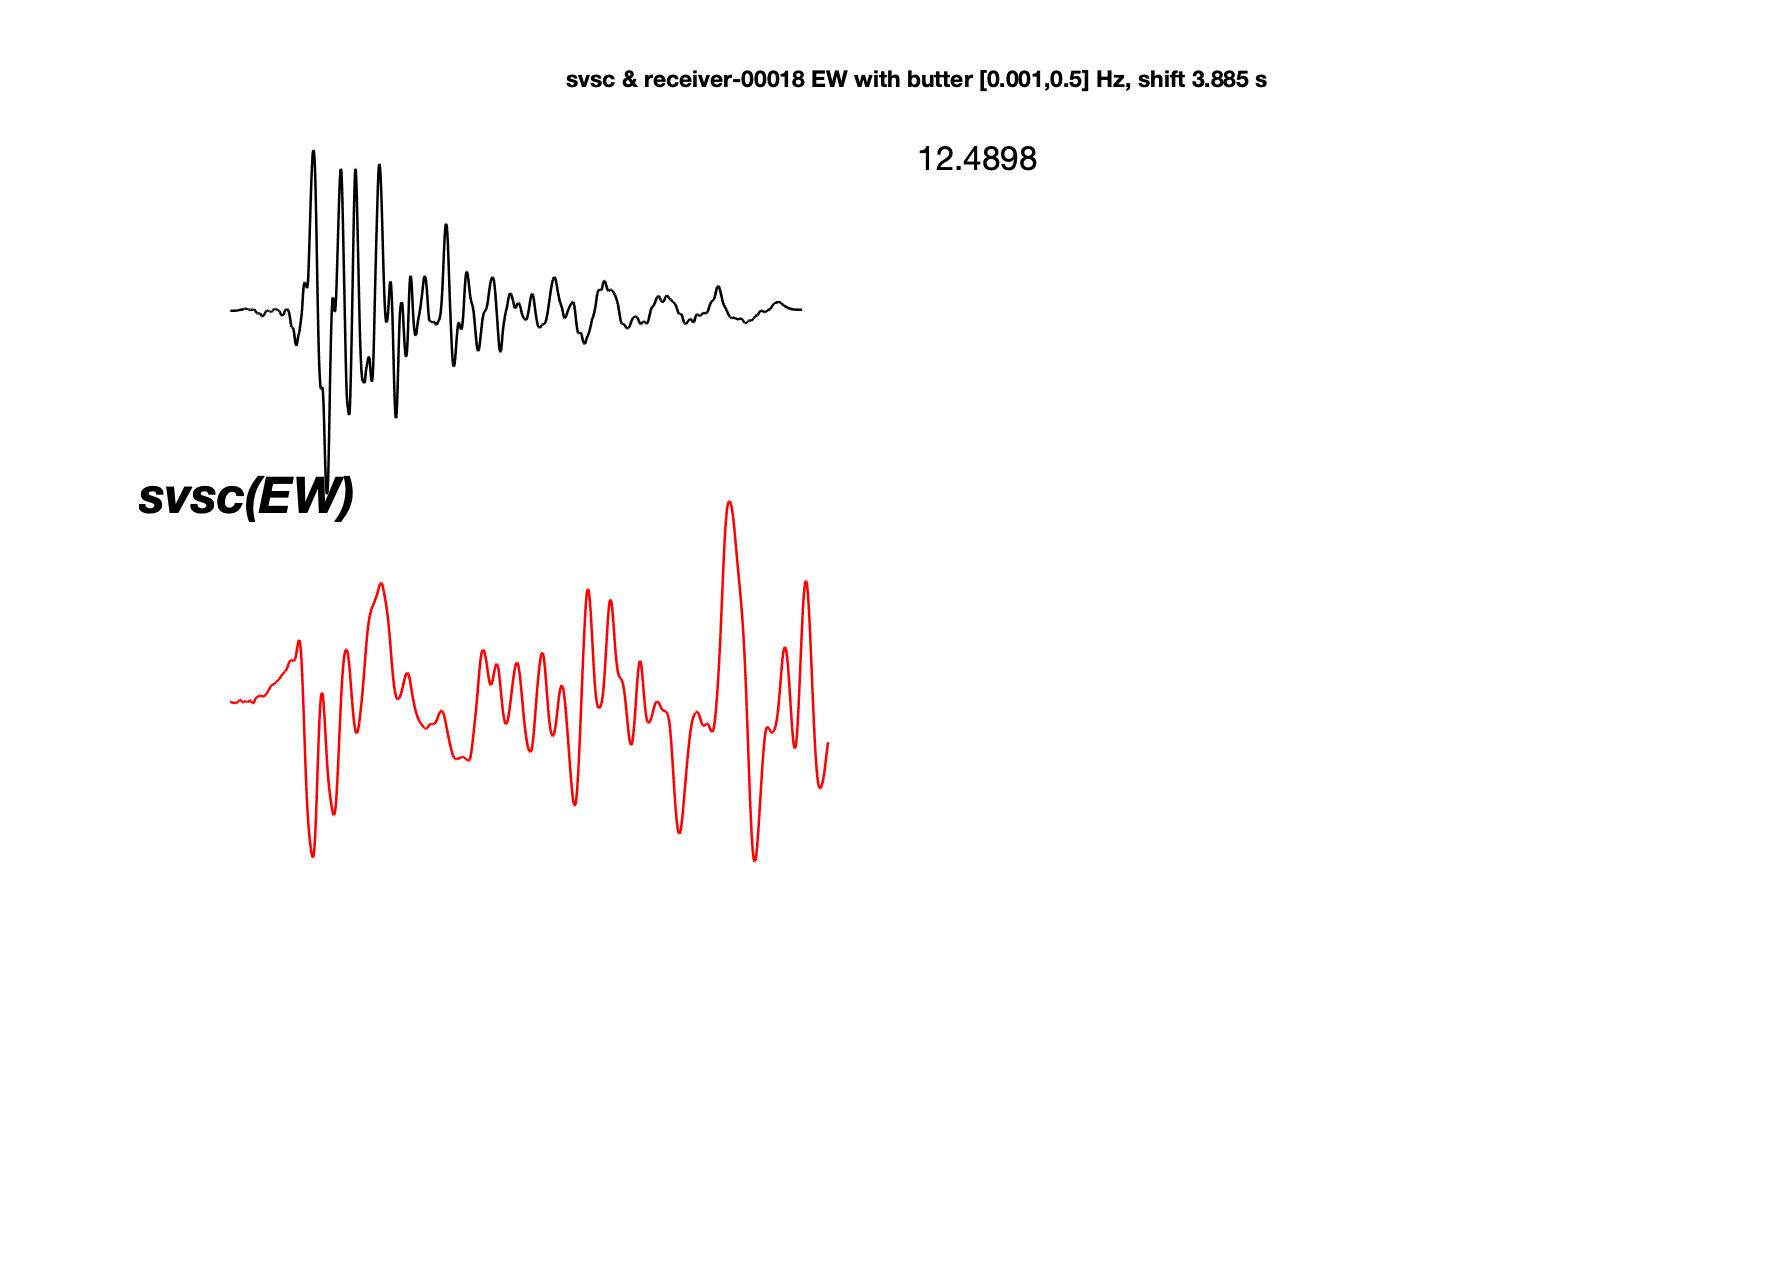 svsc & receiver-00018 EW with butter [0.001,0.5] Hz, shift 3.885 s
12.4898
svsc(EW)